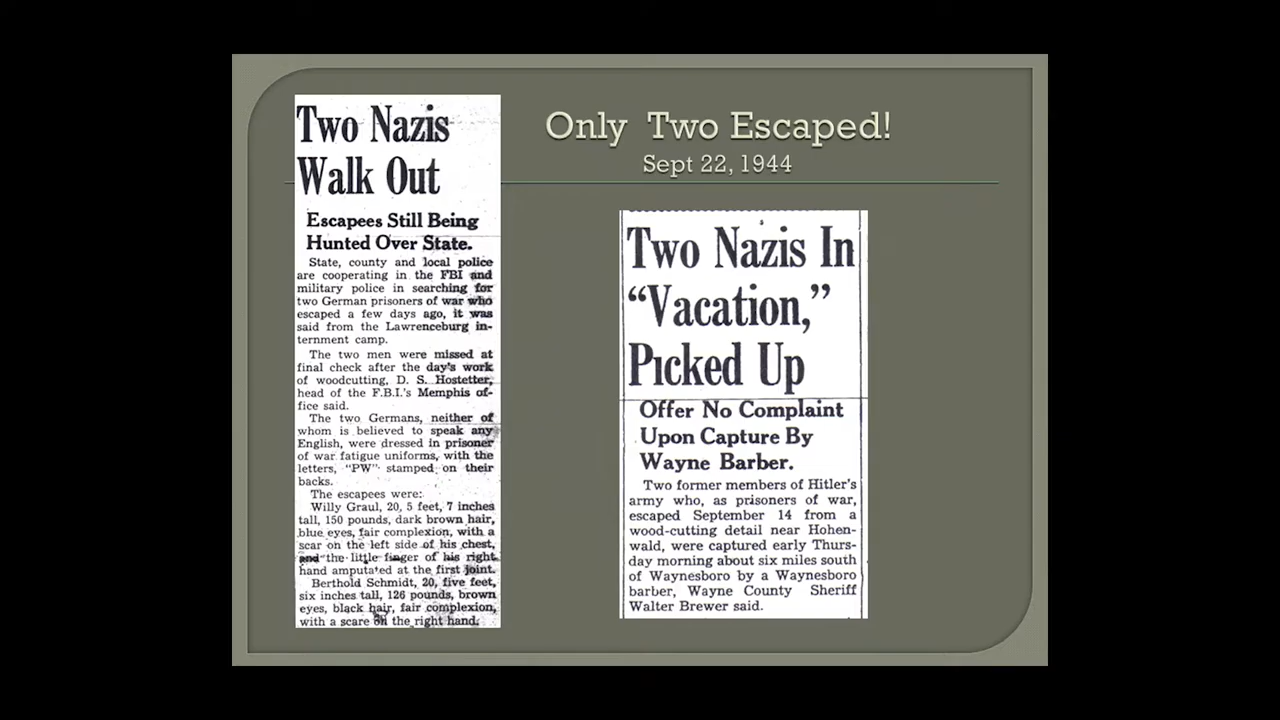 Two Nazis
Walk Out
Escapees Still Being
Hunted Over State.
State, county and local police
are cooperating in the FBI and
military police in searching for
two German prisoners of war who
escaped a few days ago, it was
said from the Lawrenceburg in-
ternment camp.
The two men were missed at
final check after the day's work
of woodcutting, D. S. Hostetter,
head of the F.B.I.'s Memphis of-
fice said.
The two Germans, neither of
whom is believed to speak any
English, were dressed in prisoner
of war fatigue uniforms, with the
letters, "PW" stamped on their
backs.
The escapees were:
Willy Graul, 20, 5 feet, 7 inches
tall, 150 pounds, dark brown hair,
blue eyes, fair complexion, with a
scar on the left side of his chest,
and the little finger of his right
hand amputated at the first joint.
Berthold Schmidt, 20, five feet,
six inches tall, 126 pounds, brown
eyes, black hair, fair complexion,
with a scare on the right hand.
Only Two Escaped!
Sept 22, 1944
Two Nazis In
“Vacation,”
Picked Up
Offer No Complaint
Upon Capture By
Wayne Barber.
Two former members of Hitler's
army who, as prisoners of war,
escaped September 14 from a
wood-cutting detail near Hohen-
wald, were captured early Thurs-
day morning about six miles south
of Waynesboro by a Waynesboro
barber, Wayne County Sheriff
Walter Brewer said.